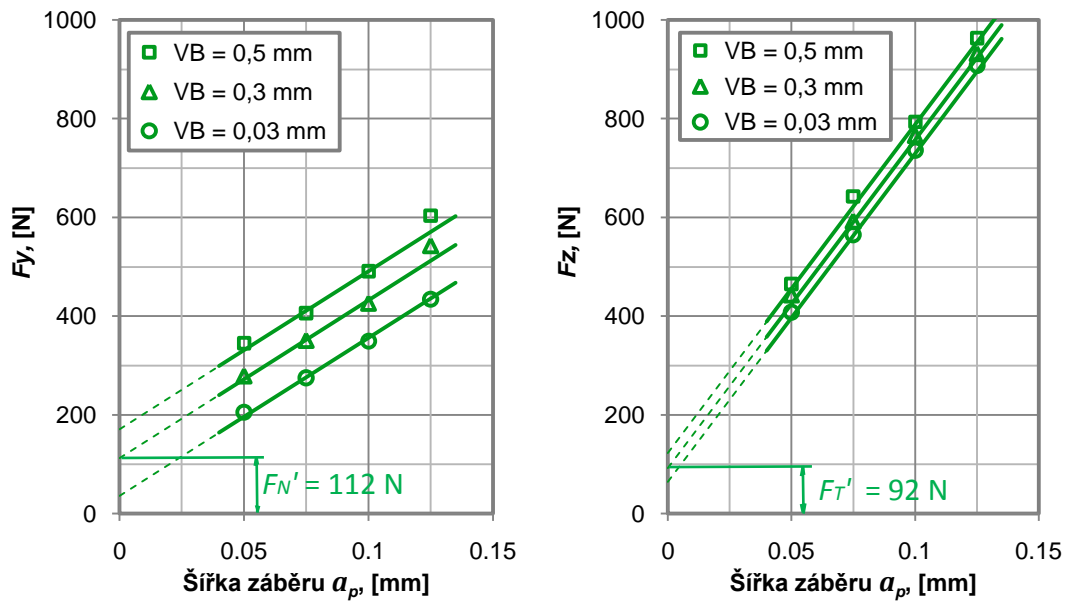 1000
800
600
400
200
0
Fy, [N]
VB = 0,5 mm
VB = 0,3 mm
VB = 0,03 mm
FN' = 112 N
0 0.05 0.1 0.15
Šířka záběru ap, [mm]
1000
800
600
400
200
0
Fz, [N]
VB = 0,5 mm
VB = 0,3 mm
VB = 0,03 mm
FT' = 92 N
0 0.05 0.1 0.15
Šířka záběru ap, [mm]